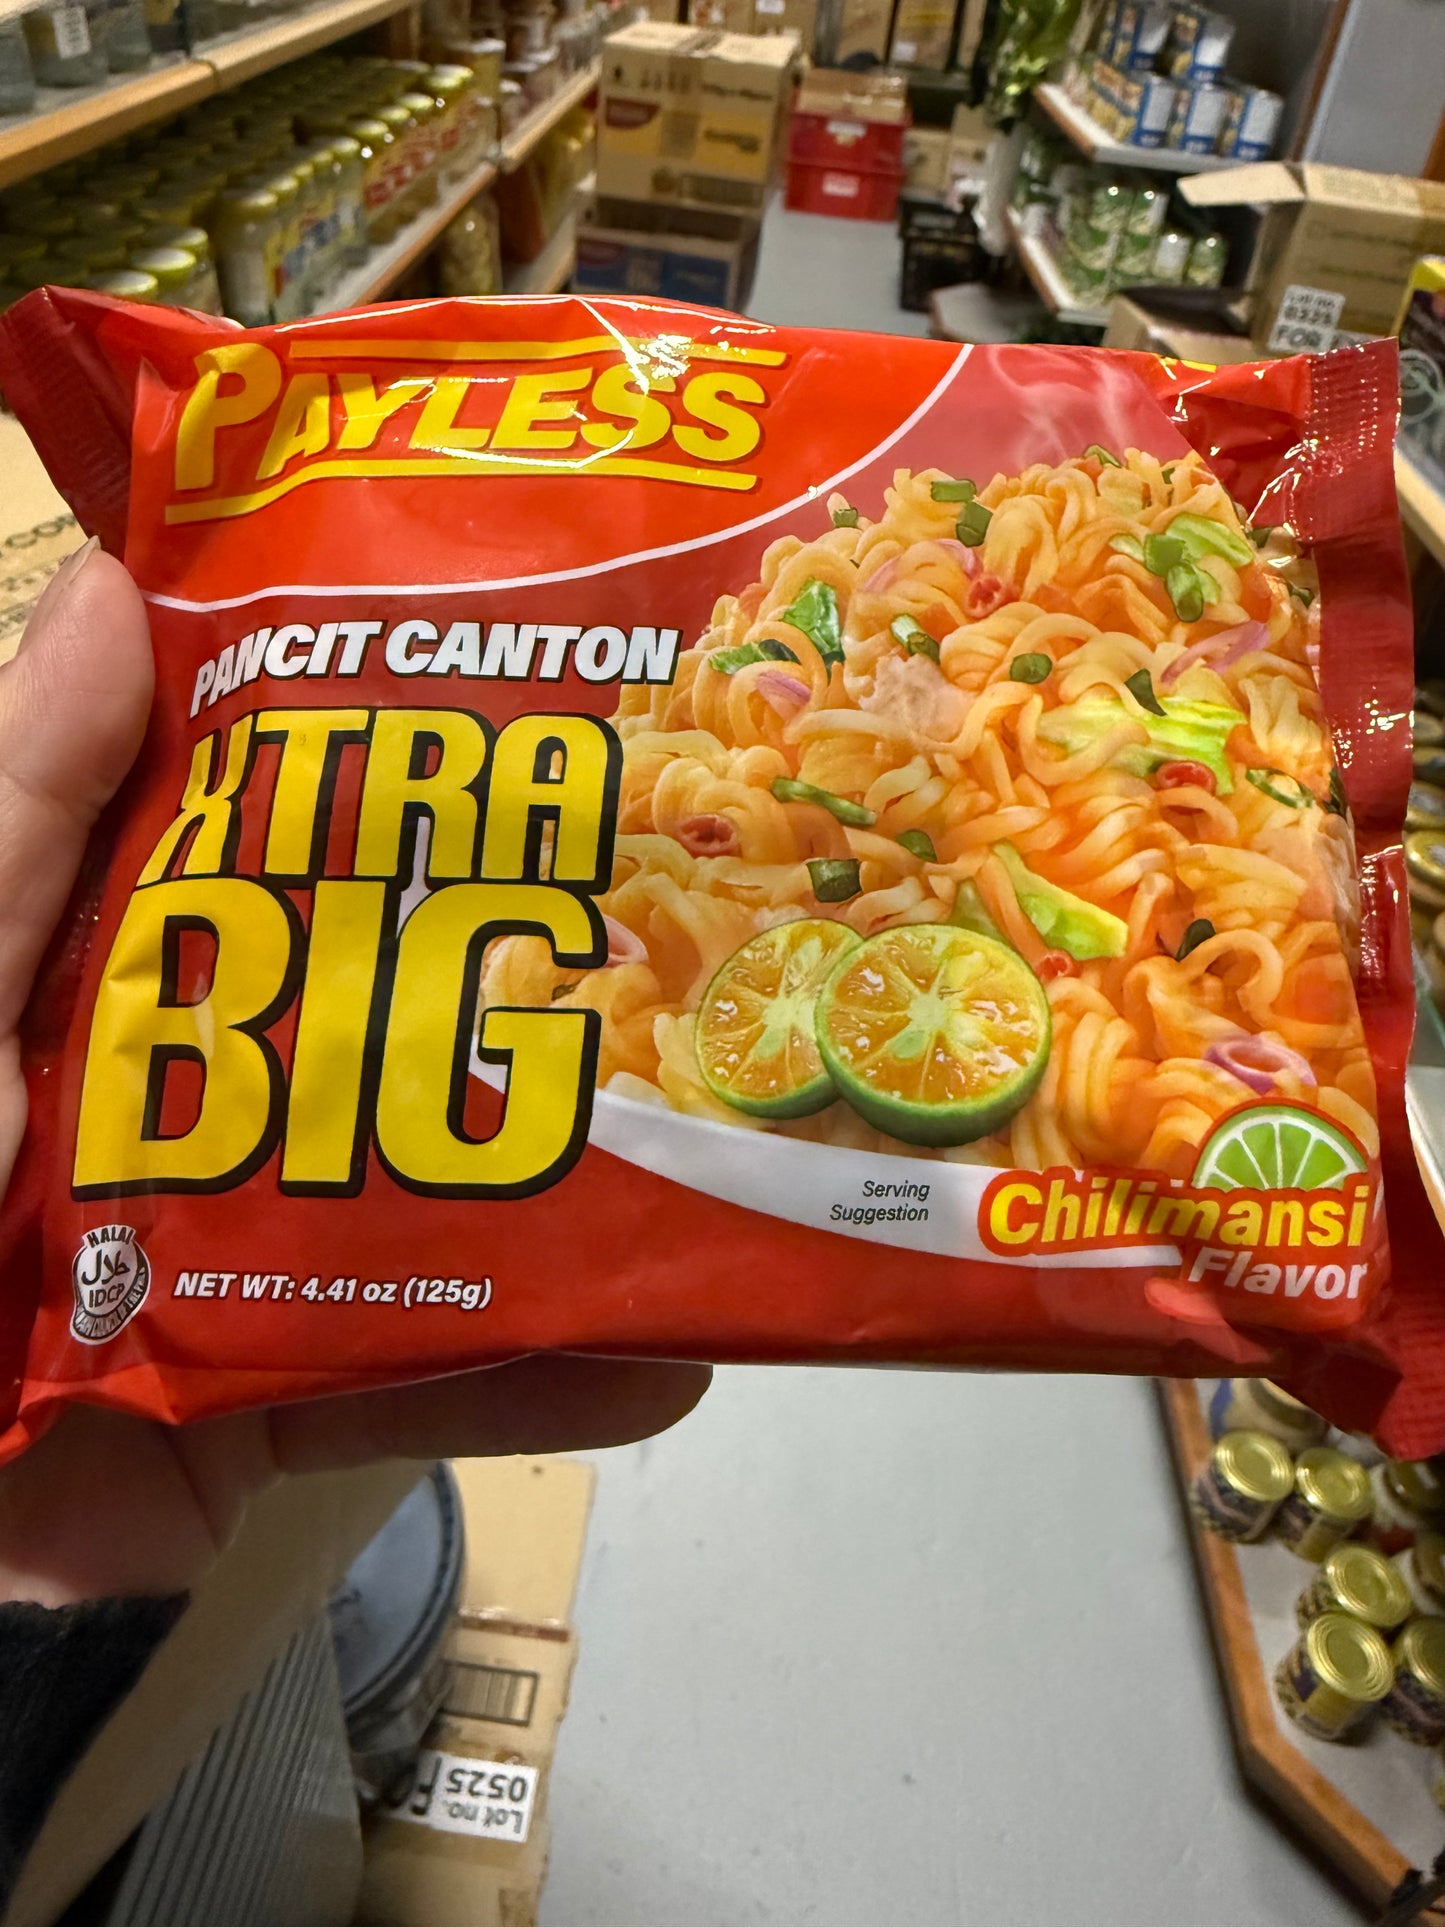 PAYLESS
PANCIT CANTON
XTRA
BIG
Serving
Suggestion
Chilimansi
Flavor
HALAL
حلال
IDCP
NET WT: 4.41 oz (125g)
Lot no.
0525
FOR